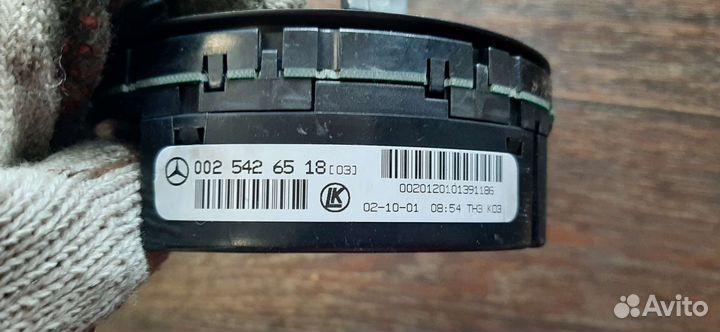 002 542 65 18 [03]
LK
0020120101391186
02-10-01 08:54 TH3 K03
Avito